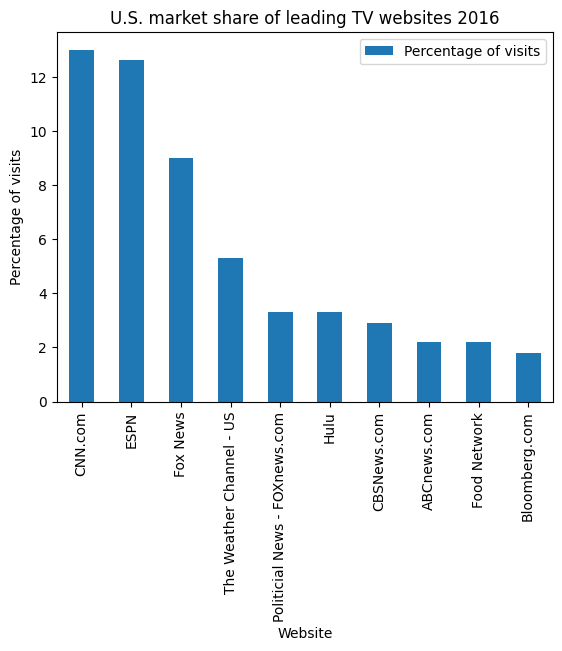 U.S. market share of leading TV websites 2016
Percentage of visits
Percentage of visits
12
10
8
6
4
2
0
CNN.com
ESPN
Fox News
The Weather Channel - US
Politicial News - FOXnews.com
Hulu
CBSNews.com
ABCnews.com
Food Network
Bloomberg.com
Website